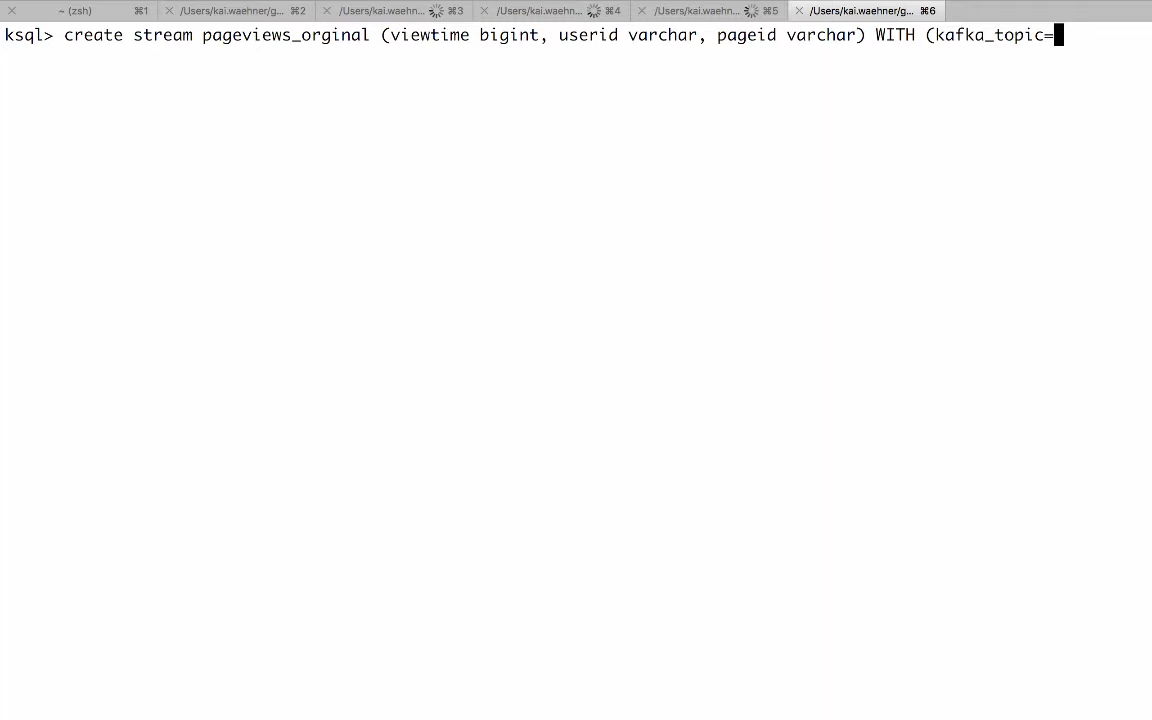 ~ (zsh) ⌘1 /Users/kai.waehner/g... ⌘2 /Users/kai.waehn... ⌘3 /Users/kai.waehn... ⌘4 /Users/kai.waehn... ⌘5 /Users/kai.waehner/g... ⌘6
ksql> create stream pageviews_orginal (viewtime bigint, userid varchar, pageid varchar) WITH (kafka_topic=